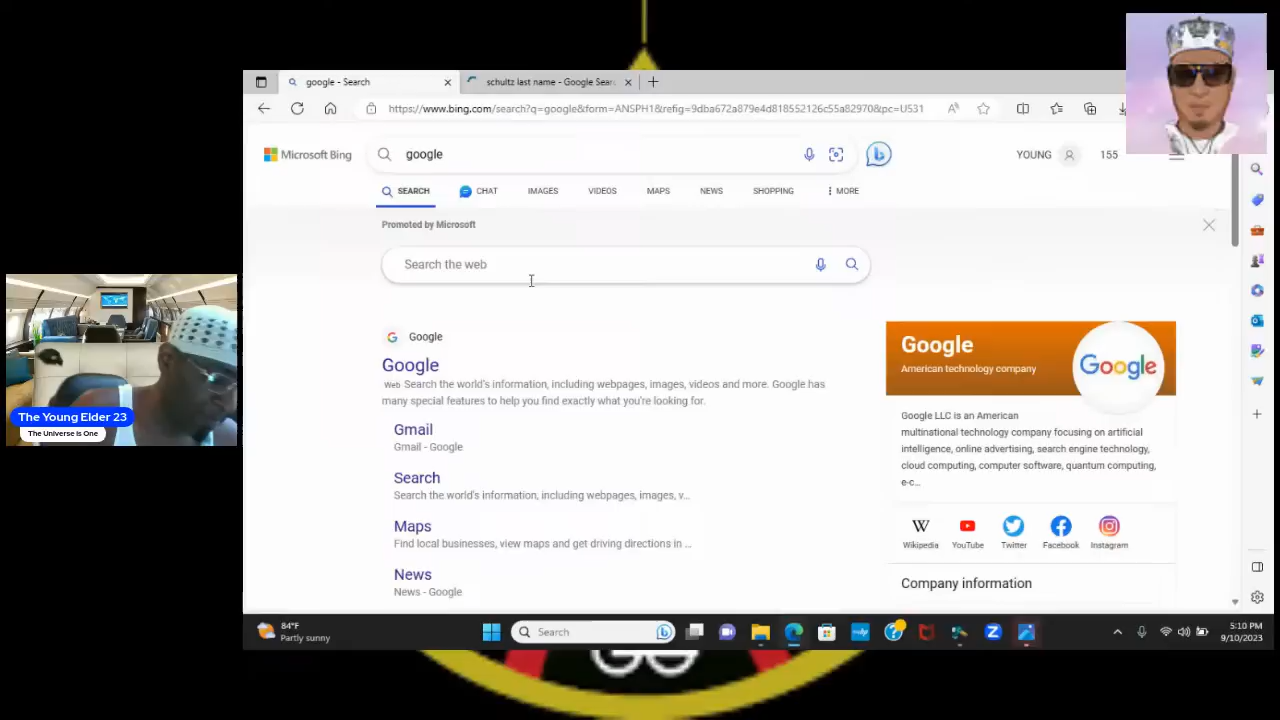 google - Search
schultz last name - Google Sear
https://www.bing.com/search?q=google&form=ANSPH1&refig=9dba672a879e4d818552126c55a82970&pc=U531
Microsoft Bing
google
YOUNG
155
SEARCH
CHAT
IMAGES
VIDEOS
MAPS
NEWS
SHOPPING
MORE
Promoted by Microsoft
Search the web
Google
Google
Web Search the world's information, including webpages, images, videos and more. Google has
many special features to help you find exactly what you're looking for.
Gmail
Gmail - Google
Search
Search the world's information, including webpages, images, v...
Maps
Find local businesses, view maps and get driving directions in ...
News
News - Google
Google
American technology company
Google
Google LLC is an American
multinational technology company focusing on artificial
intelligence, online advertising, search engine technology,
cloud computing, computer software, quantum computing,
e-c...
Wikipedia
YouTube
Twitter
Facebook
Instagram
Company information
The Young Elder 23
The Universe is One
84°F
Partly sunny
Search
5:10 PM
9/10/2023